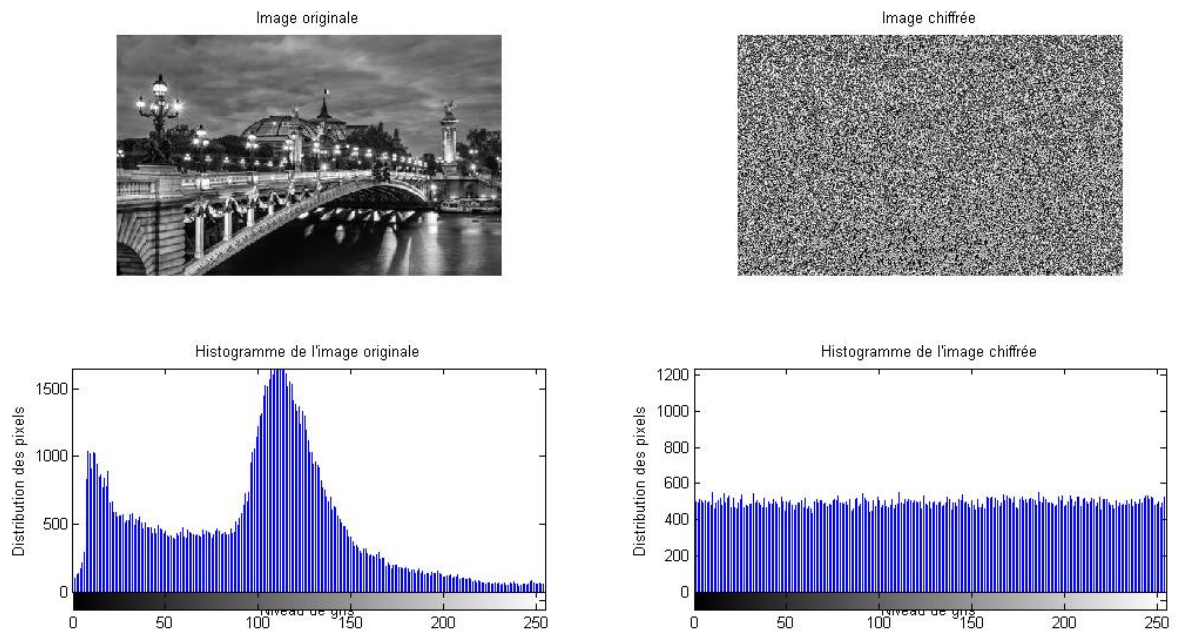 Image originale
Image chiffrée
Histogramme de l'image originale
Distribution des pixels
1500
1000
500
0
0 50 100 150 200 250
Niveau de gris
Histogramme de l'image chiffrée
Distribution des pixels
1200
1000
800
600
400
200
0
0 50 100 150 200 250
Niveau de gris